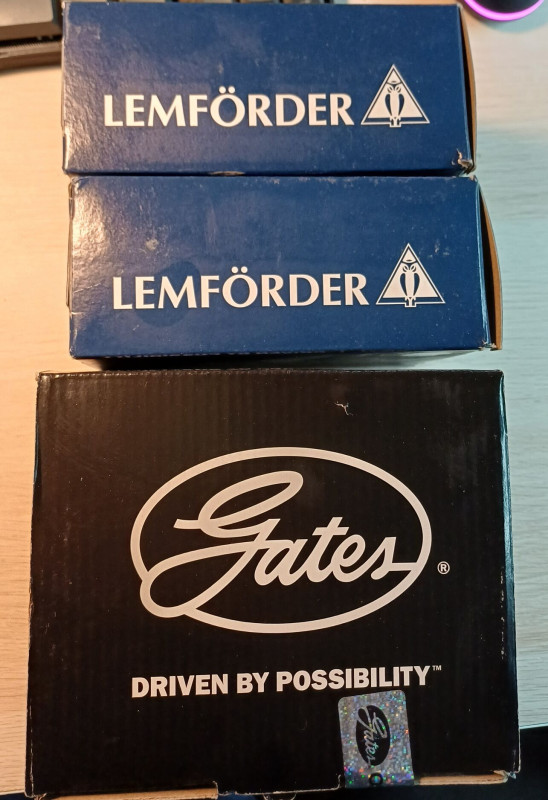 LEMFÖRDER
LEMFÖRDER
Gates®
DRIVEN BY POSSIBILITY™
Gates